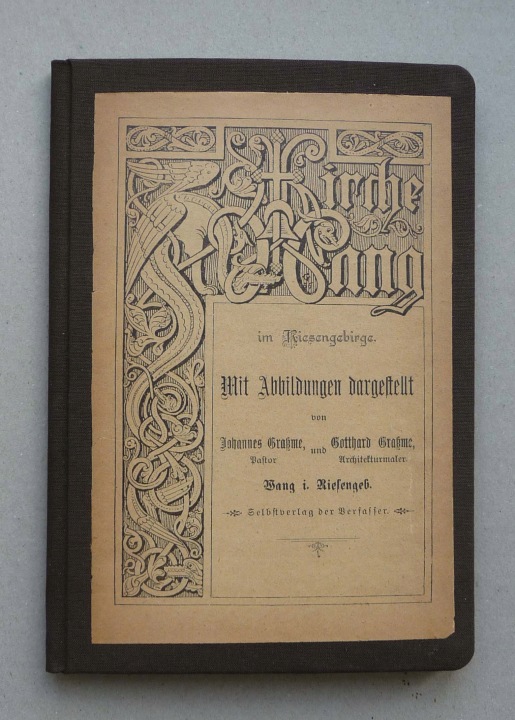 Kirche
Wang
im Riesengebirge.
Mit Abbildungen dargestellt
von
Johannes Graßme, und Gotthard Graßme,
Pastor Architekturmaler.
Wang i. Riesengeb.
Selbstverlag der Verfasser.